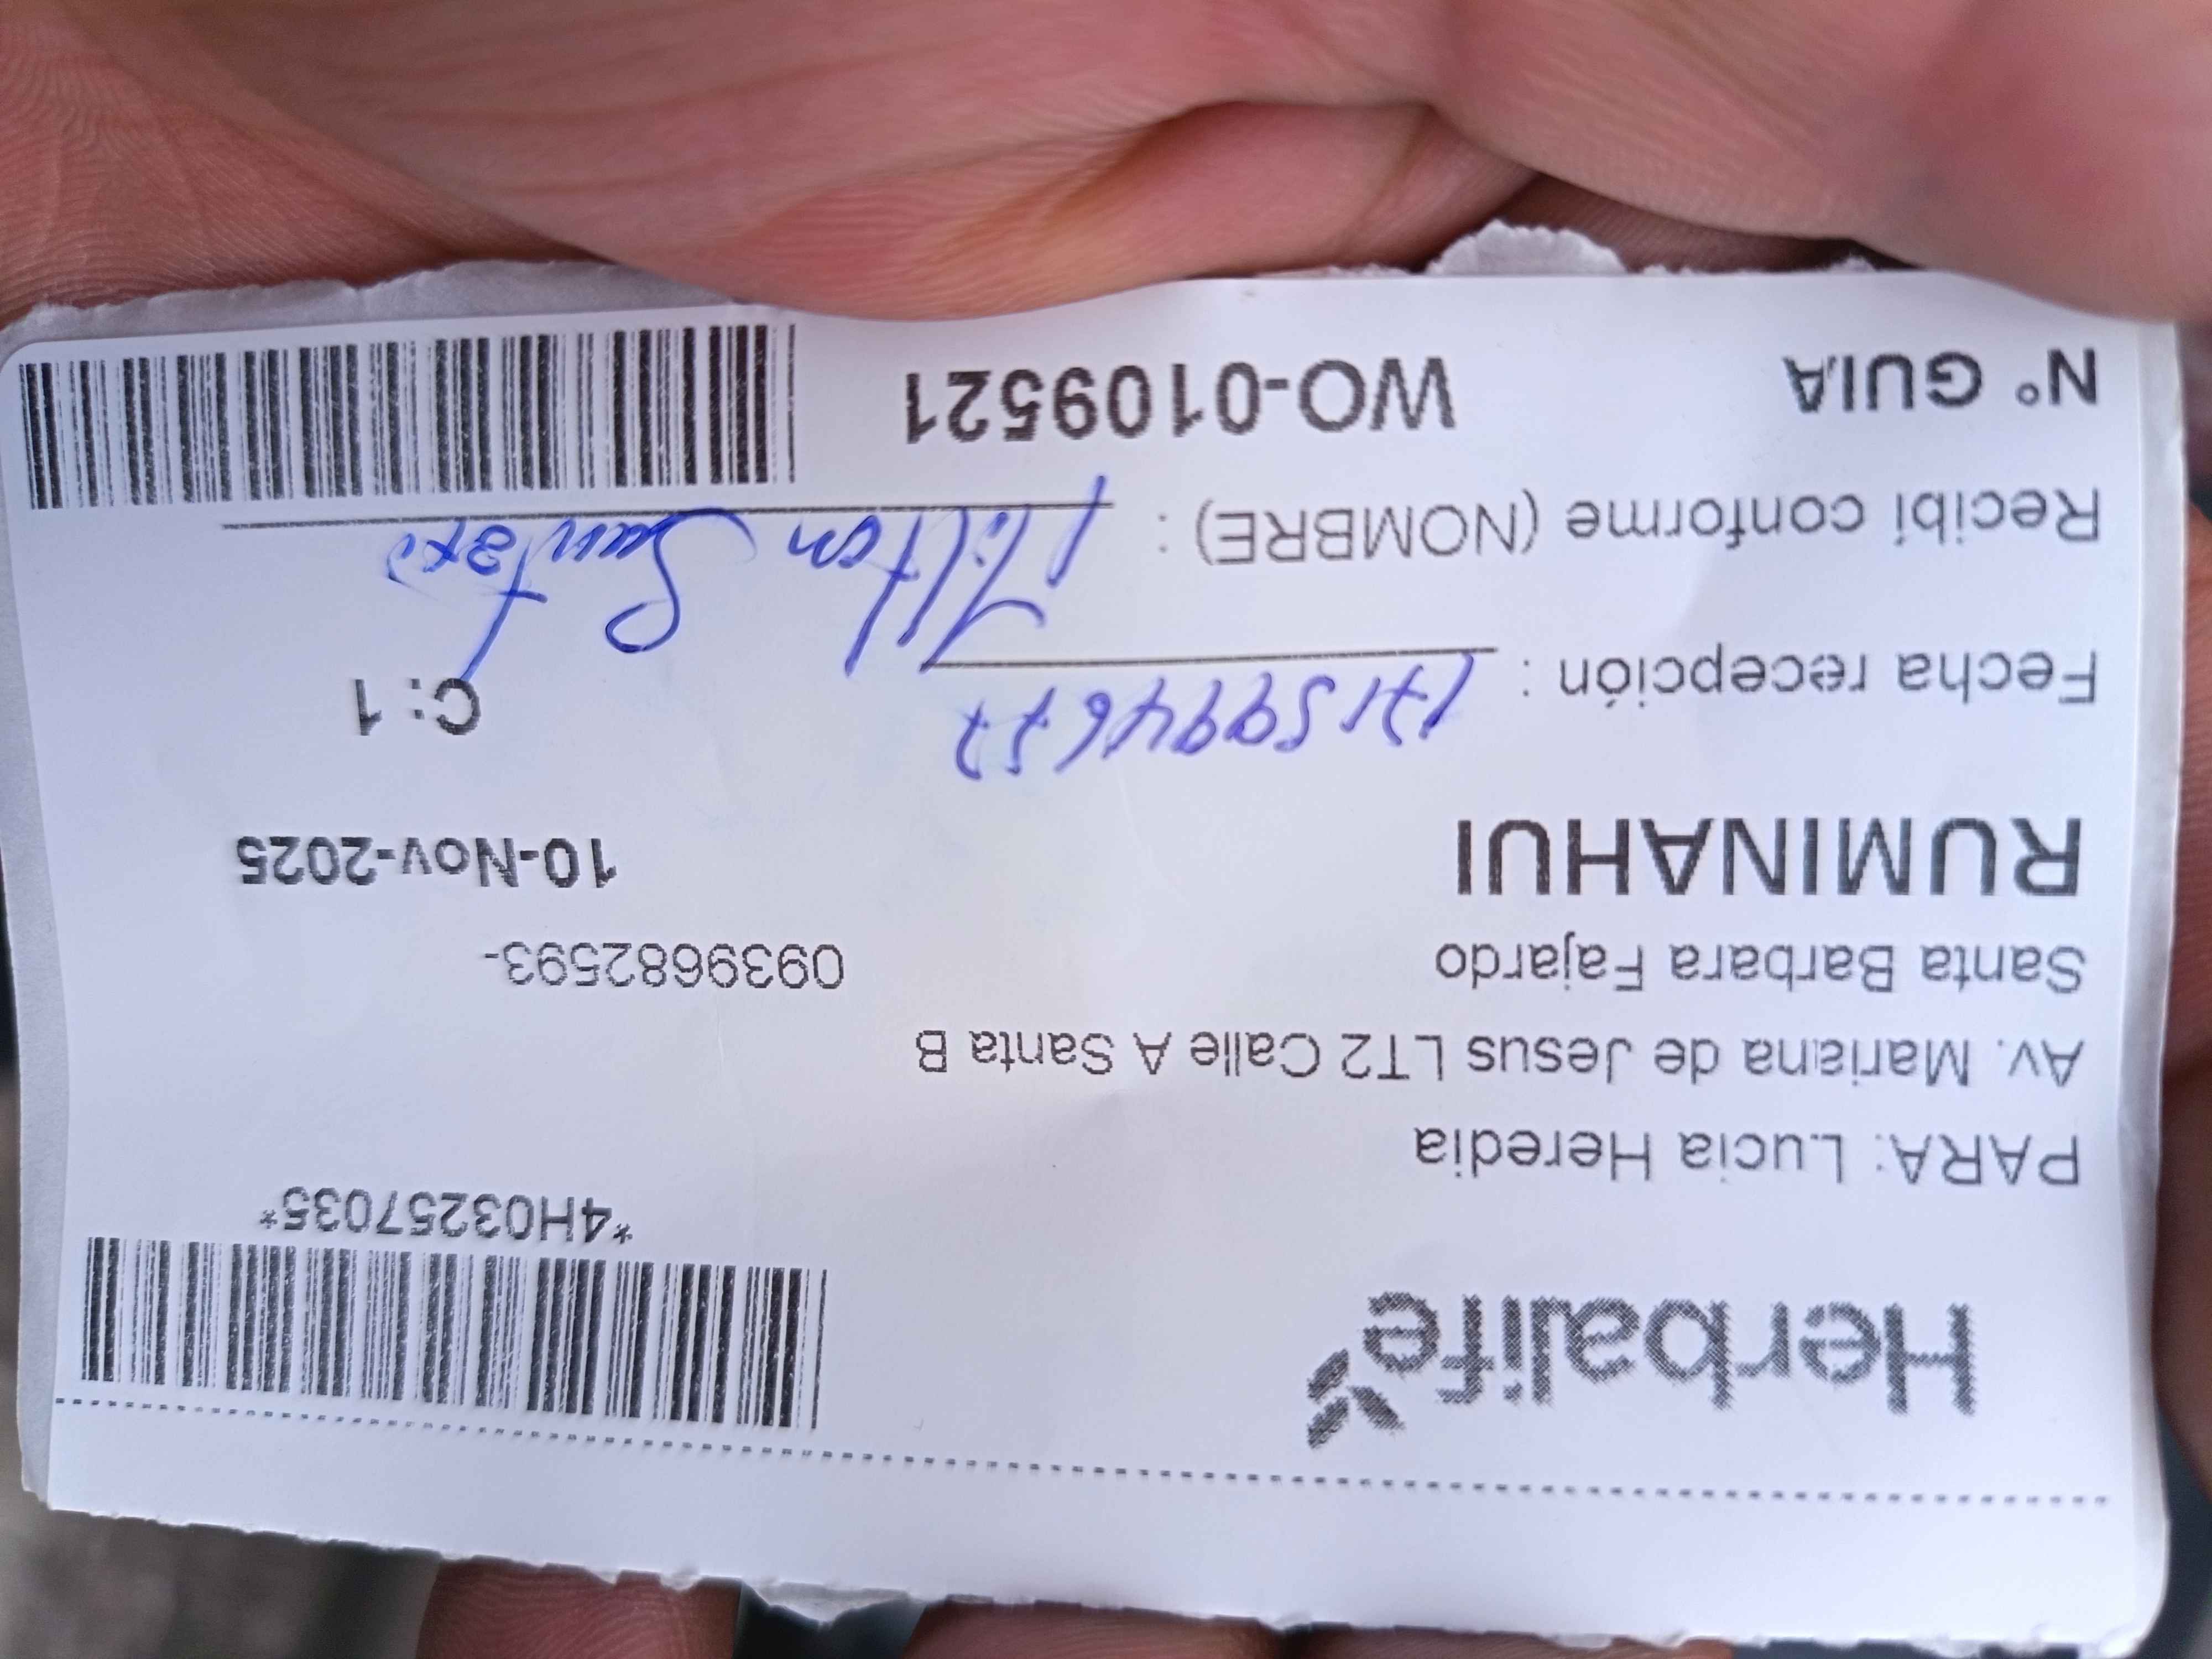 Herbalife
*4H03257035*
PARA: Lucia Heredia
Av. Mariana de Jesus LT2 Calle A Santa B
Santa Barbara Fajardo 0939682593-
RUMINAHUI 10-Nov-2025
Fecha recepción : C: 1
Recibí conforme (NOMBRE) : Milton
N° GUIA WO-0109521